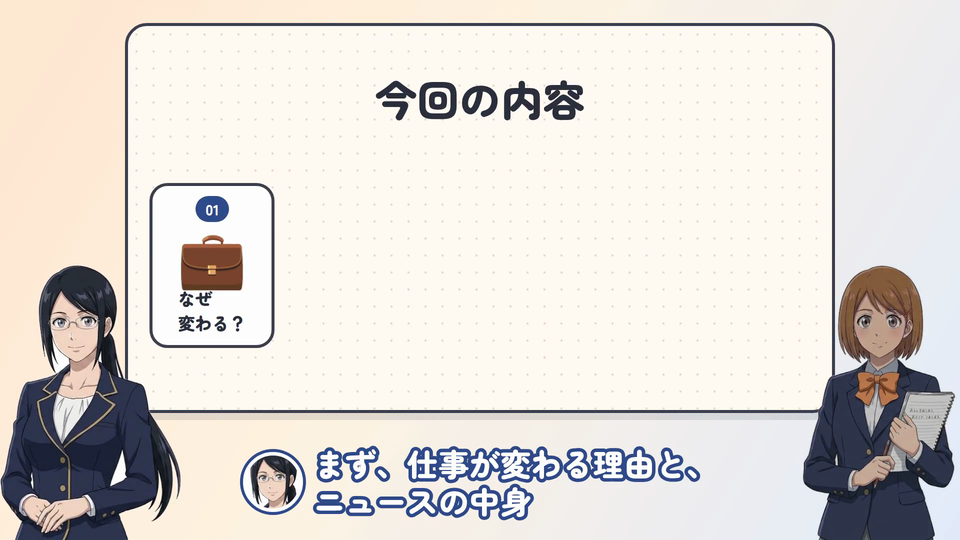 今回の内容
01
なぜ
変わる？
まず、仕事が変わる理由と、
ニュースの中身